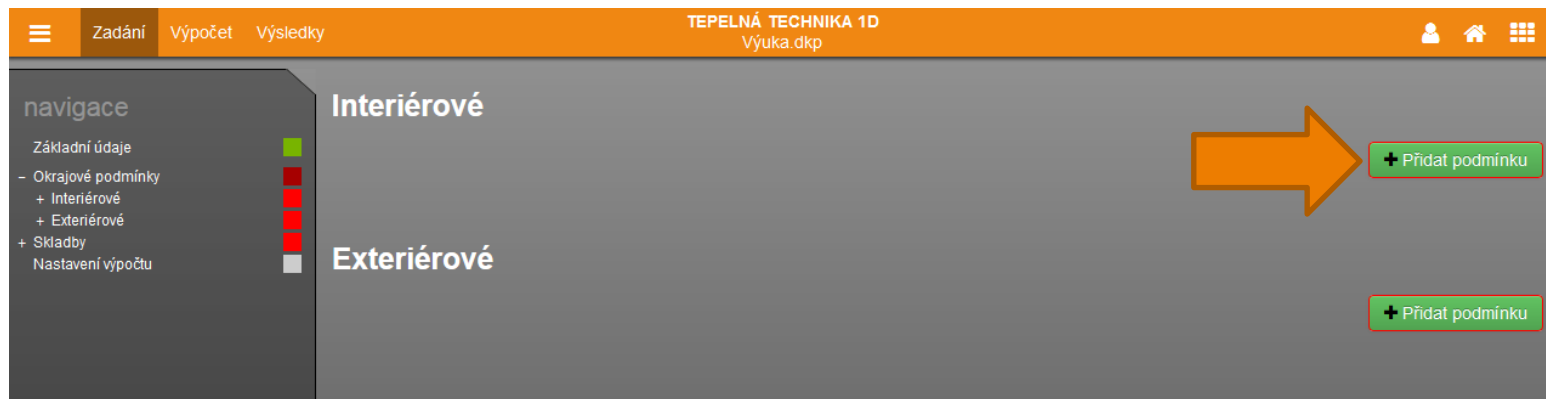 Zadání Výpočet Výsledky
TEPELNÁ TECHNIKA 1D
Výuka.dkp
navigace
Základní údaje
– Okrajové podmínky
+ Interiérové
+ Exteriérové
+ Skladby
Nastavení výpočtu
Interiérové
+ Přidat podmínku
Exteriérové
+ Přidat podmínku